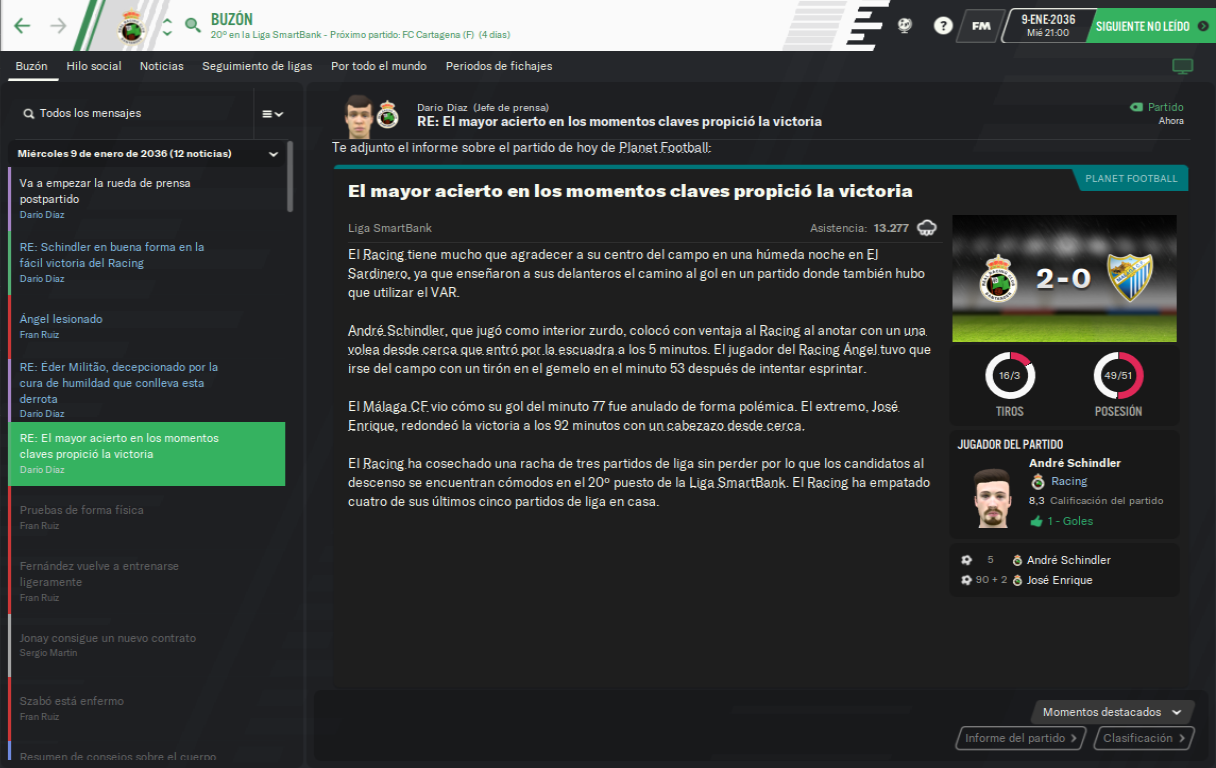 BUZÓN
20º en la Liga SmartBank - Próximo partido: FC Cartagena (F) (4 días)
FM
9-ENE-2036
Mié 21:00
SIGUIENTE NO LEÍDO
Buzón Hilo social Noticias Seguimiento de ligas Por todo el mundo Periodos de fichajes
Todos los mensajes
Miércoles 9 de enero de 2036 (12 noticias)
Va a empezar la rueda de prensa
postpartido
Darío Díaz
RE: Schindler en buena forma en la
fácil victoria del Racing
Darío Díaz
Ángel lesionado
Fran Ruiz
RE: Éder Militão, decepcionado por la
cura de humildad que conlleva esta
derrota
Darío Díaz
RE: El mayor acierto en los momentos
claves propició la victoria
Darío Díaz
Pruebas de forma física
Fran Ruiz
Fernández vuelve a entrenarse
ligeramente
Fran Ruiz
Jonay consigue un nuevo contrato
Sergio Martín
Szabó está enfermo
Fran Ruiz
Resumen de consejos sobre el cuerpo
Darío Díaz (Jefe de prensa)
RE: El mayor acierto en los momentos claves propició la victoria
Partido
Ahora
Te adjunto el informe sobre el partido de hoy de Planet Football:
PLANET FOOTBALL
El mayor acierto en los momentos claves propició la victoria
Liga SmartBank
Asistencia: 13.277
El Racing tiene mucho que agradecer a su centro del campo en una húmeda noche en El
Sardinero, ya que enseñaron a sus delanteros el camino al gol en un partido donde también hubo
que utilizar el VAR.
André Schindler, que jugó como interior zurdo, colocó con ventaja al Racing al anotar con un una
volea desde cerca que entró por la escuadra a los 5 minutos. El jugador del Racing Ángel tuvo que
irse del campo con un tirón en el gemelo en el minuto 53 después de intentar esprintar.
El Málaga CF vio cómo su gol del minuto 77 fue anulado de forma polémica. El extremo, José
Enrique, redondeó la victoria a los 92 minutos con un cabezazo desde cerca.
El Racing ha cosechado una racha de tres partidos de liga sin perder por lo que los candidatos al
descenso se encuentran cómodos en el 20º puesto de la Liga SmartBank. El Racing ha empatado
cuatro de sus últimos cinco partidos de liga en casa.
2-0
16/3
TIROS
49/51
POSESIÓN
JUGADOR DEL PARTIDO
André Schindler
Racing
8,3 Calificación del partido
1 - Goles
5 André Schindler
90 + 2 José Enrique
Momentos destacados
Informe del partido
Clasificación